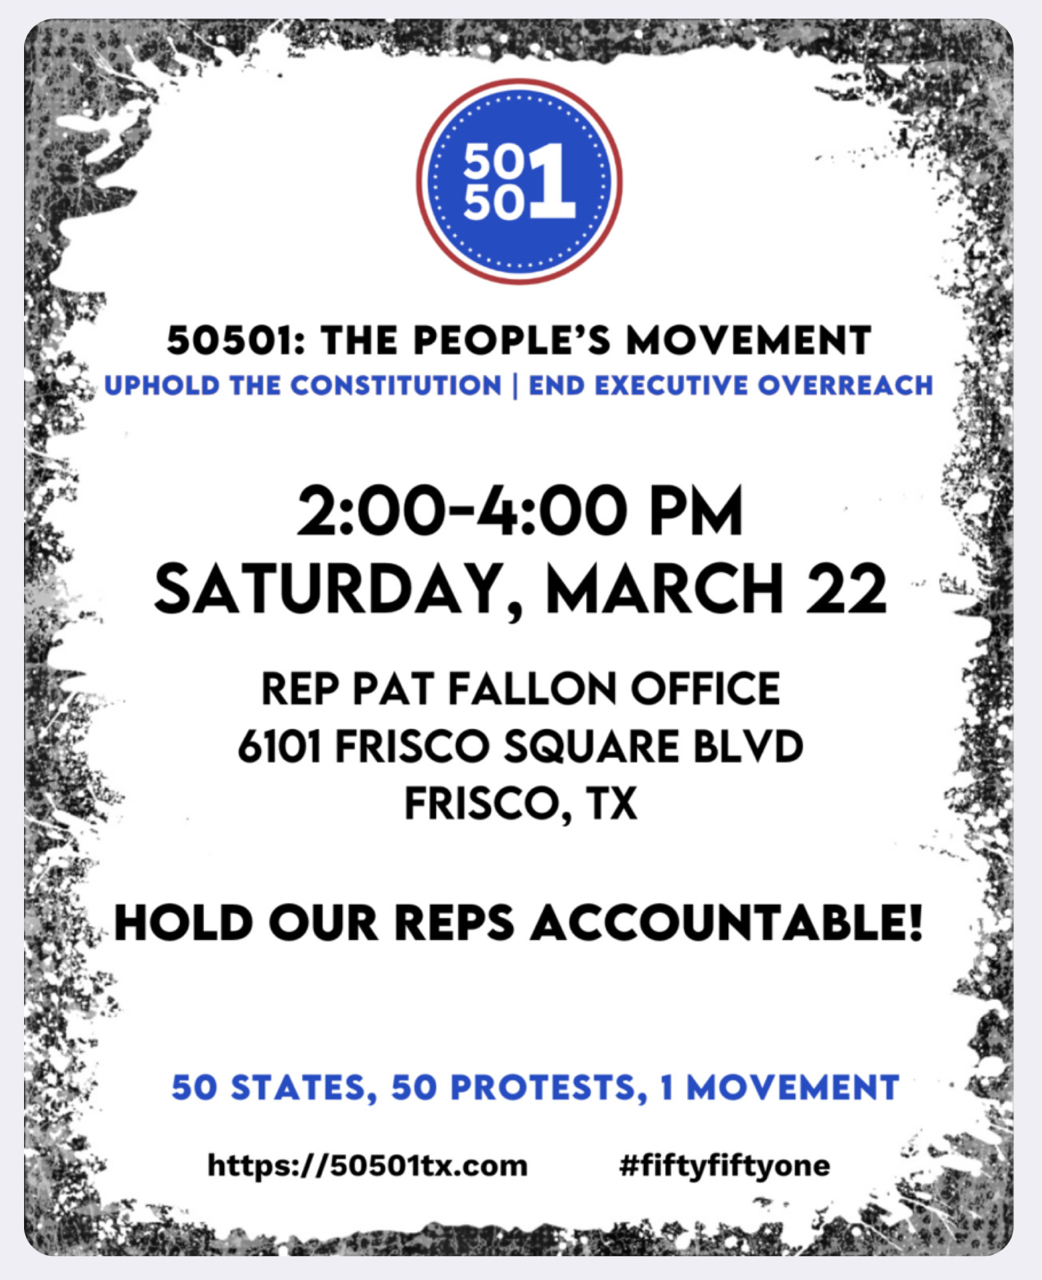 50
501
50501: THE PEOPLE'S MOVEMENT
UPHOLD THE CONSTITUTION | END EXECUTIVE OVERREACH
2:00-4:00 PM
SATURDAY, MARCH 22
REP PAT FALLON OFFICE
6101 FRISCO SQUARE BLVD
FRISCO, TX
HOLD OUR REPS ACCOUNTABLE!
50 STATES, 50 PROTESTS, 1 MOVEMENT
https://50501tx.com #fiftyfiftyone